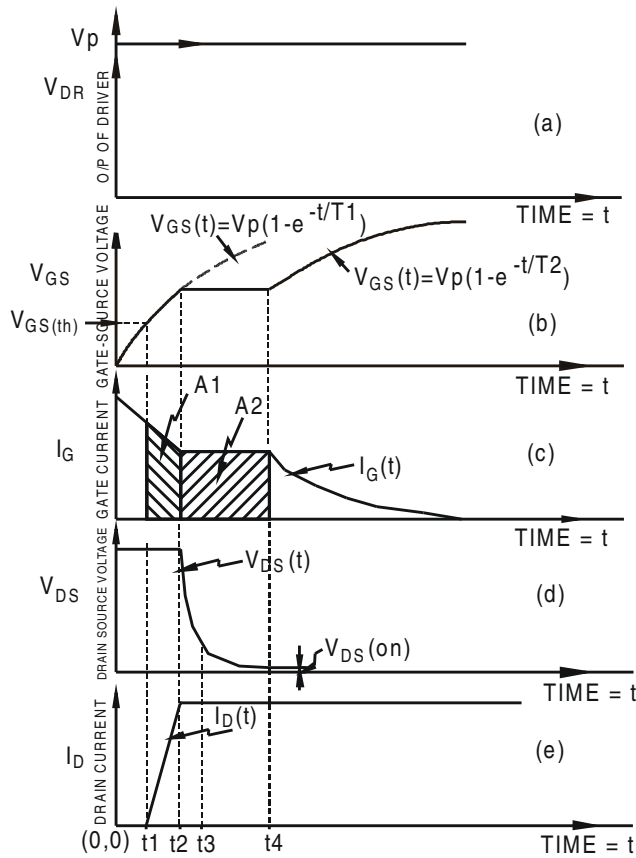 Vp
V_DR
O/P OF DRIVER
(a)
TIME = t
V_GS(t)=Vp(1-e^-t/T1)
V_GS
GATE-SOURCE VOLTAGE
V_GS(t)=Vp(1-e^-t/T2)
V_GS(th)
(b)
TIME = t
A1
A2
I_G
GATE CURRENT
I_G(t)
(c)
TIME = t
V_DS(t)
V_DS
DRAIN SOURCE VOLTAGE
(d)
V_DS(on)
TIME = t
I_D(t)
I_D
DRAIN CURRENT
(e)
(0,0) t1 t2 t3 t4
TIME = t